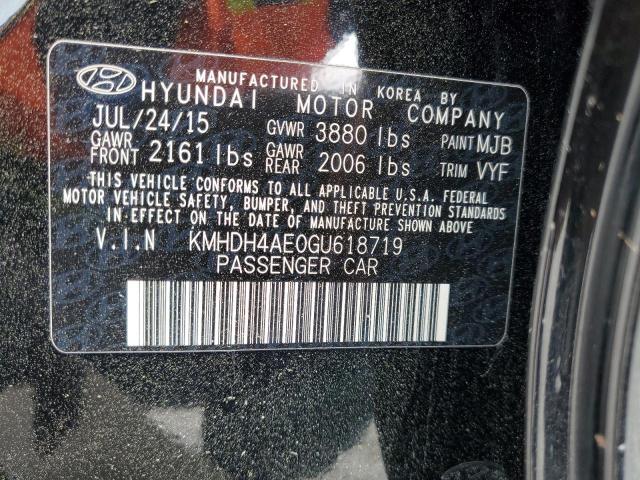 MANUFACTURED IN KOREA BY
HYUNDAI MOTOR COMPANY
JUL/24/15 GVWR 3880 lbs PAINT MJB
GAWR FRONT 2161 lbs GAWR REAR 2006 lbs TRIM VYF
THIS VEHICLE CONFORMS TO ALL APPLICABLE U.S.A. FEDERAL
MOTOR VEHICLE SAFETY, BUMPER, AND THEFT PREVENTION STANDARDS
IN EFFECT ON THE DATE OF MANUFACTURE SHOWN ABOVE
V.I.N KMHDH4AE0GU618719
PASSENGER CAR